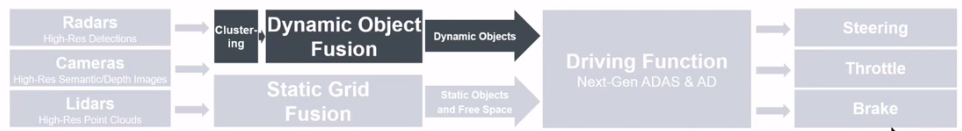 Radars
High-Res Detections
Cameras
High-Res Semantic/Depth Images
Lidars
High-Res Point Clouds
Cluster-
ing
Dynamic Object
Fusion
Dynamic Objects
Static Grid
Fusion
Static Objects
and Free Space
Driving Function
Next-Gen ADAS & AD
Steering
Throttle
Brake